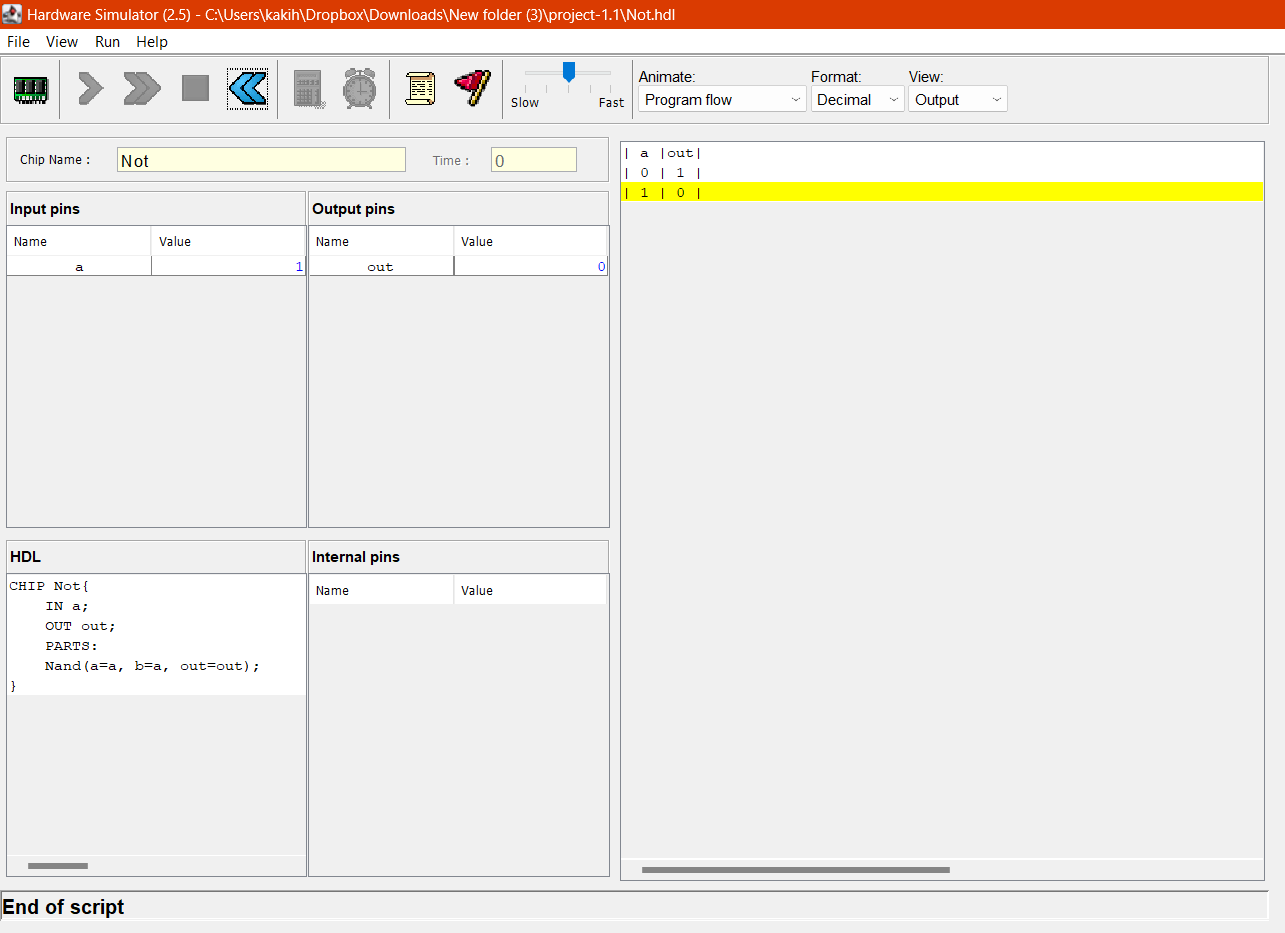 Hardware Simulator (2.5) - C:\Users\kakih\Dropbox\Downloads\New folder (3)\project-1.1\Not.hdl
File View Run Help
Slow Fast
Animate: Format: View:
Program flow Decimal Output
Chip Name : Not Time : 0
Input pins
Name Value
a 1
Output pins
Name Value
out 0
HDL
CHIP Not{
IN a;
OUT out;
PARTS:
Nand(a=a, b=a, out=out);
}
Internal pins
Name Value
| a |out|
| 0 | 1 |
| 1 | 0 |
End of script